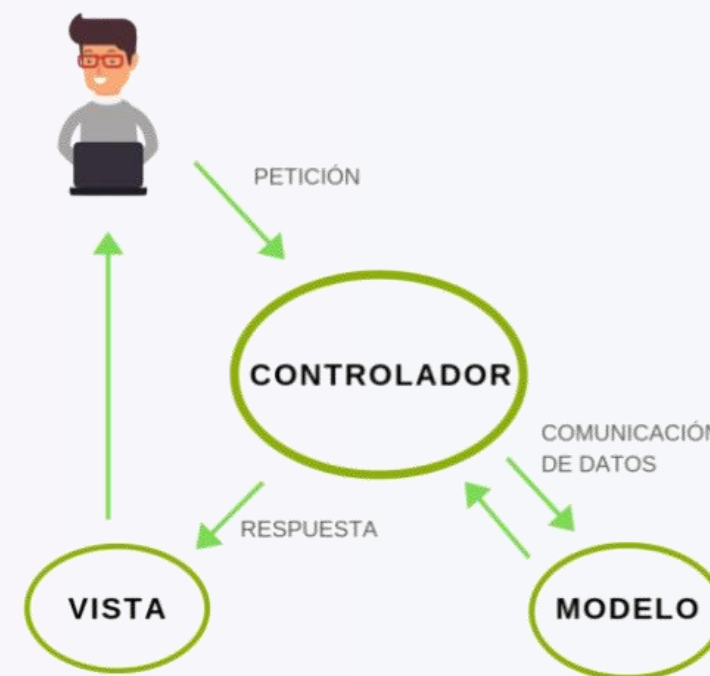 PETICIÓN
CONTROLADOR
COMUNICACIÓN
DE DATOS
RESPUESTA
VISTA
MODELO